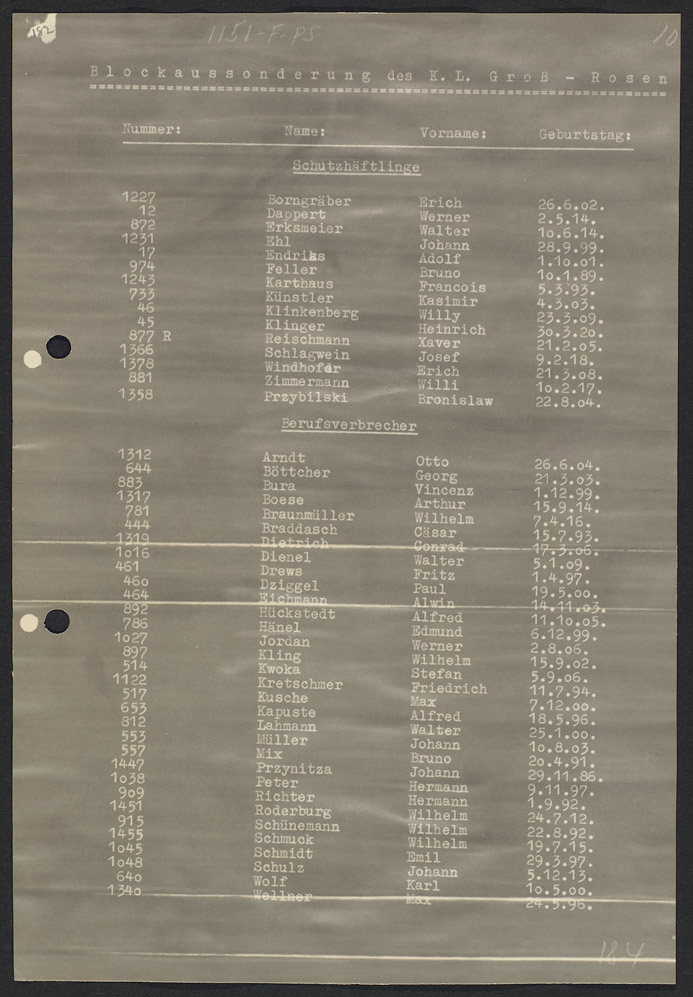 182
1151-F-PS
10
Blockaussonderung des K.L. Groß - Rosen
Nummer: Name: Vorname: Geburtstag:
Schutzhäftlinge
1227 Borngräber Erich 26.6.02.
12 Dappert Werner 2.5.14.
872 Erksmeier Walter 10.6.14.
1231 Ehl Johann 28.9.99.
17 Endriks Adolf 1.10.01.
974 Feller Bruno 10.1.89.
1243 Karthaus Francois 5.3.93.
733 Künstler Kasimir 4.3.03.
46 Klinkenberg Willy 23.3.09.
45 Klinger Heinrich 30.3.20.
877 R Reischmann Xaver 21.2.05.
1366 Schlagwein Josef 9.2.18.
1378 Windhofer Erich 21.3.08.
881 Zimmermann Willi 10.2.17.
1358 Przybilski Bronislaw 22.8.04.
Berufsverbrecher
1312 Arndt Otto 26.6.04.
644 Böttcher Georg 21.3.03.
883 Bura Vincenz 1.12.99.
1317 Boese Arthur 15.9.14.
781 Braunmüller Wilhelm 7.4.16.
444 Braddasch Cäsar 15.7.93.
1319 Dietrich Conrad 17.3.06.
1016 Dienel Walter 5.1.09.
461 Drews Fritz 1.4.97.
460 Dziggel Paul 19.5.00.
464 Eichmann Alwin 14.11.03.
892 Hückstedt Alfred 11.10.05.
786 Hänel Edmund 6.12.99.
1027 Jordan Werner 2.8.06.
897 Kling Wilhelm 15.9.02.
514 Kwoka Stefan 5.9.06.
1122 Kretschmer Friedrich 11.7.94.
517 Kusche Max 7.12.00.
653 Kapuste Alfred 18.5.96.
812 Lahmann Walter 25.1.00.
553 Müller Johann 10.8.03.
557 Mix Bruno 20.4.91.
1447 Przynitza Johann 29.11.86.
1038 Peter Hermann 9.11.97.
909 Richter Hermann 1.9.92.
1451 Roderburg Wilhelm 24.7.12.
915 Schünemann Wilhelm 22.8.92.
1455 Schmuck Wilhelm 19.7.15.
1045 Schmidt Emil 29.3.97.
1048 Schulz Johann 5.12.13.
640 Wolf Karl 10.5.00.
1340 Wellner Max 24.5.96.
184